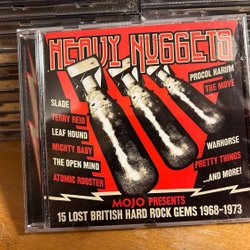 HEAVY NUGGETS
PROCOL HARUM
THE MOVE
SLADE
TERRY REID
LEAF HOUND
MIGHTY BABY
THE OPEN MIND
ATOMIC ROOSTER
WARHORSE
PRETTY THINGS
...AND MORE!
MOJO PRESENTS
15 LOST BRITISH HARD ROCK GEMS 1968-1973